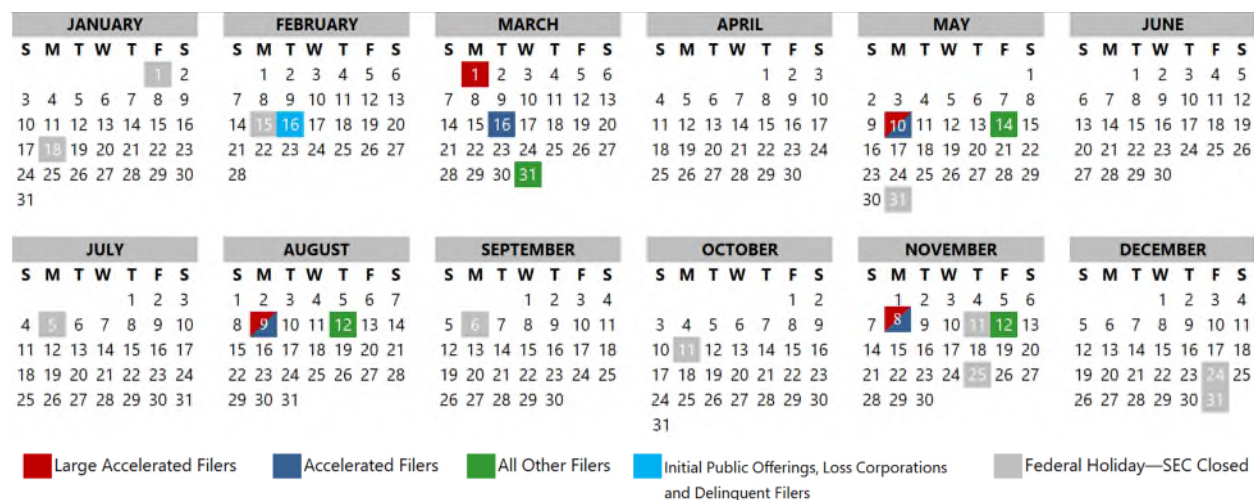 JANUARY FEBRUARY MARCH APRIL MAY JUNE
S M T W T F S S M T W T F S S M T W T F S S M T W T F S S M T W T F S S M T W T F S
1 2 1 2 3 4 5 6 1 2 3 4 5 6 1 2 3 1 1 2 3 4 5
3 4 5 6 7 8 9 7 8 9 10 11 12 13 7 8 9 10 11 12 13 4 5 6 7 8 9 10 2 3 4 5 6 7 8 6 7 8 9 10 11 12
10 11 12 13 14 15 16 14 15 16 17 18 19 20 14 15 16 17 18 19 20 11 12 13 14 15 16 17 9 10 11 12 13 14 15 13 14 15 16 17 18 19
17 18 19 20 21 22 23 21 22 23 24 25 26 27 21 22 23 24 25 26 27 18 19 20 21 22 23 24 16 17 18 19 20 21 22 20 21 22 23 24 25 26
24 25 26 27 28 29 30 28 28 29 30 31 25 26 27 28 29 30 23 24 25 26 27 28 29 27 28 29 30
31 30 31
JULY AUGUST SEPTEMBER OCTOBER NOVEMBER DECEMBER
S M T W T F S S M T W T F S S M T W T F S S M T W T F S S M T W T F S S M T W T F S
1 2 3 1 2 3 4 5 6 7 1 2 3 4 1 2 1 2 3 4 5 6 1 2 3 4
4 5 6 7 8 9 10 8 9 10 11 12 13 14 5 6 7 8 9 10 11 3 4 5 6 7 8 9 7 8 9 10 11 12 13 5 6 7 8 9 10 11
11 12 13 14 15 16 17 15 16 17 18 19 20 21 12 13 14 15 16 17 18 10 11 12 13 14 15 16 14 15 16 17 18 19 20 12 13 14 15 16 17 18
18 19 20 21 22 23 24 22 23 24 25 26 27 28 19 20 21 22 23 24 25 17 18 19 20 21 22 23 21 22 23 24 25 26 27 19 20 21 22 23 24 25
25 26 27 28 29 30 31 29 30 31 26 27 28 29 30 24 25 26 27 28 29 30 28 29 30 26 27 28 29 30 31
31
Large Accelerated Filers Accelerated Filers All Other Filers Initial Public Offerings, Loss Corporations Federal Holiday—SEC Closed
and Delinquent Filers